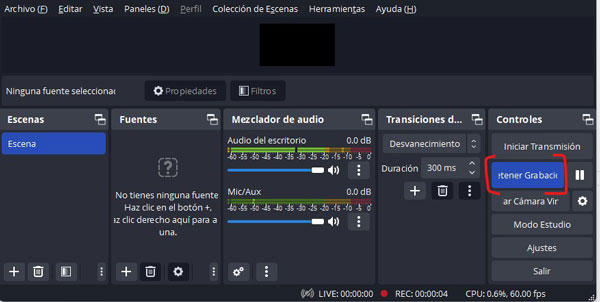 Archivo (F) Editar Vista Paneles (D) Perfil Colección de Escenas Herramientas Ayuda (H)
Ninguna fuente seleccionac Propiedades Filtros
Escenas
Escena
Fuentes
No tienes ninguna fuente
Haz clic en el botón +,
az clic derecho aquí para a
una.
Mezclador de audio
Audio del escritorio 0.0 dB
-60 -55 -50 -45 -40 -35 -30 -25 -20 -15 -10 -5 0
Mic/Aux 0.0 dB
-60 -55 -50 -45 -40 -35 -30 -25 -20 -15 -10 -5 0
Transiciones d...
Desvanecimiento
Duración 300 ms
Controles
Iniciar Transmisión
tener Grabació
ar Cámara Vir
Modo Estudio
Ajustes
Salir
LIVE: 00:00:00 REC: 00:00:04 CPU: 0.6%, 60.00 fps